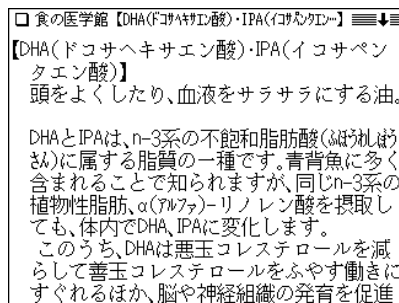 食の医学館【DHA(ドコサヘキサエン酸)・IPA(イコサペンタエン…】
【DHA(ドコサヘキサエン酸)・IPA(イコサペン
タエン酸)】
頭をよくしたり、血液をサラサラにする油。
DHAとIPAは、n-3系の不飽和脂肪酸(ふほうわしぼう
さん)に属する脂質の一種です。青背魚に多く
含まれることで知られますが、同じn-3系の
植物性脂肪、α(アルファ)-リノレン酸を摂取し
ても、体内でDHA、IPAに変化します。
このうち、DHAは悪玉コレステロールを減
らして善玉コレステロールをふやす働きに
すぐれるほか、脳や神経組織の発育を促進